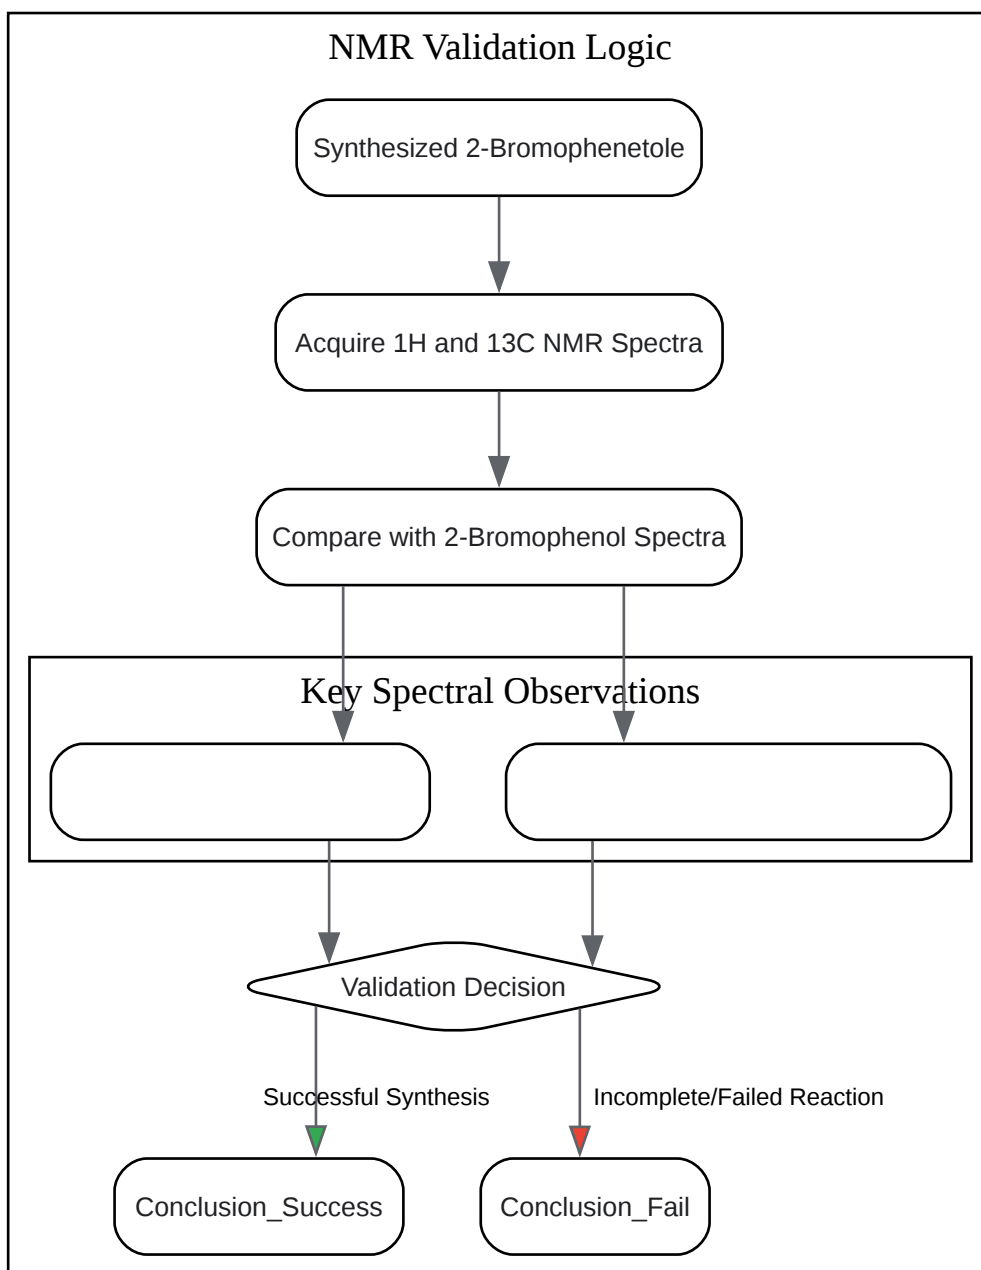 NMR Validation Logic
Synthesized 2-Bromophenetole
Acquire 1H and 13C NMR Spectra
Compare with 2-Bromophenol Spectra
Key Spectral Observations
Validation Decision
Successful Synthesis
Incomplete/Failed Reaction
Conclusion_Success
Conclusion_Fail